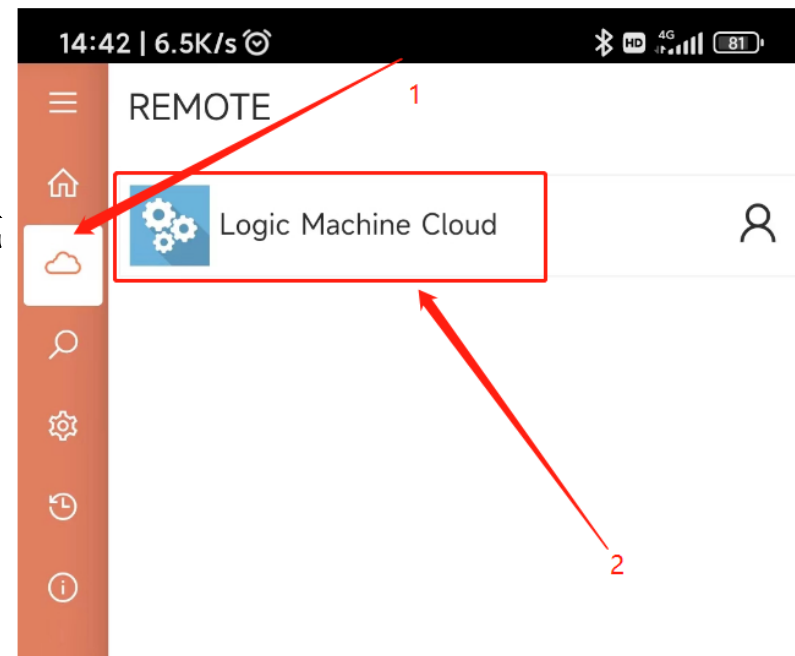 14:42 | 6.5K/s
HD 4G 81
REMOTE
1
Logic Machine Cloud
2